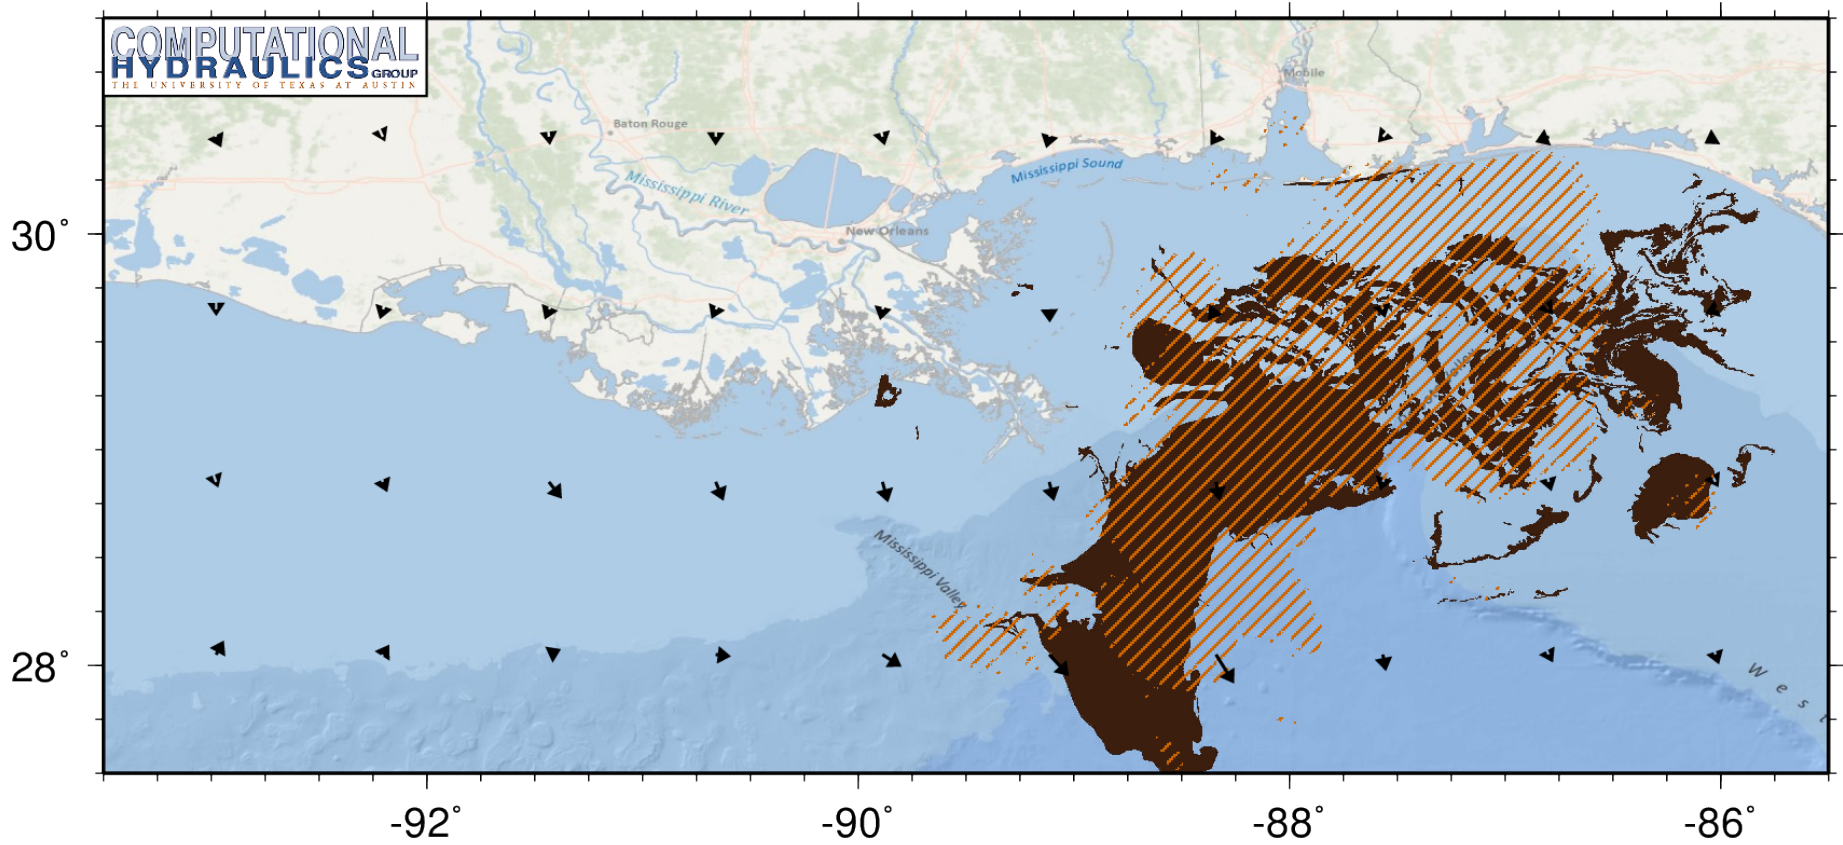 COMPUTATIONAL
HYDRAULICS GROUP
THE UNIVERSITY OF TEXAS AT AUSTIN
Mobile
Baton Rouge
Mississippi Sound
Mississippi River
New Orleans
30°
Mississippi Valley
28°
West
-92° -90° -88° -86°